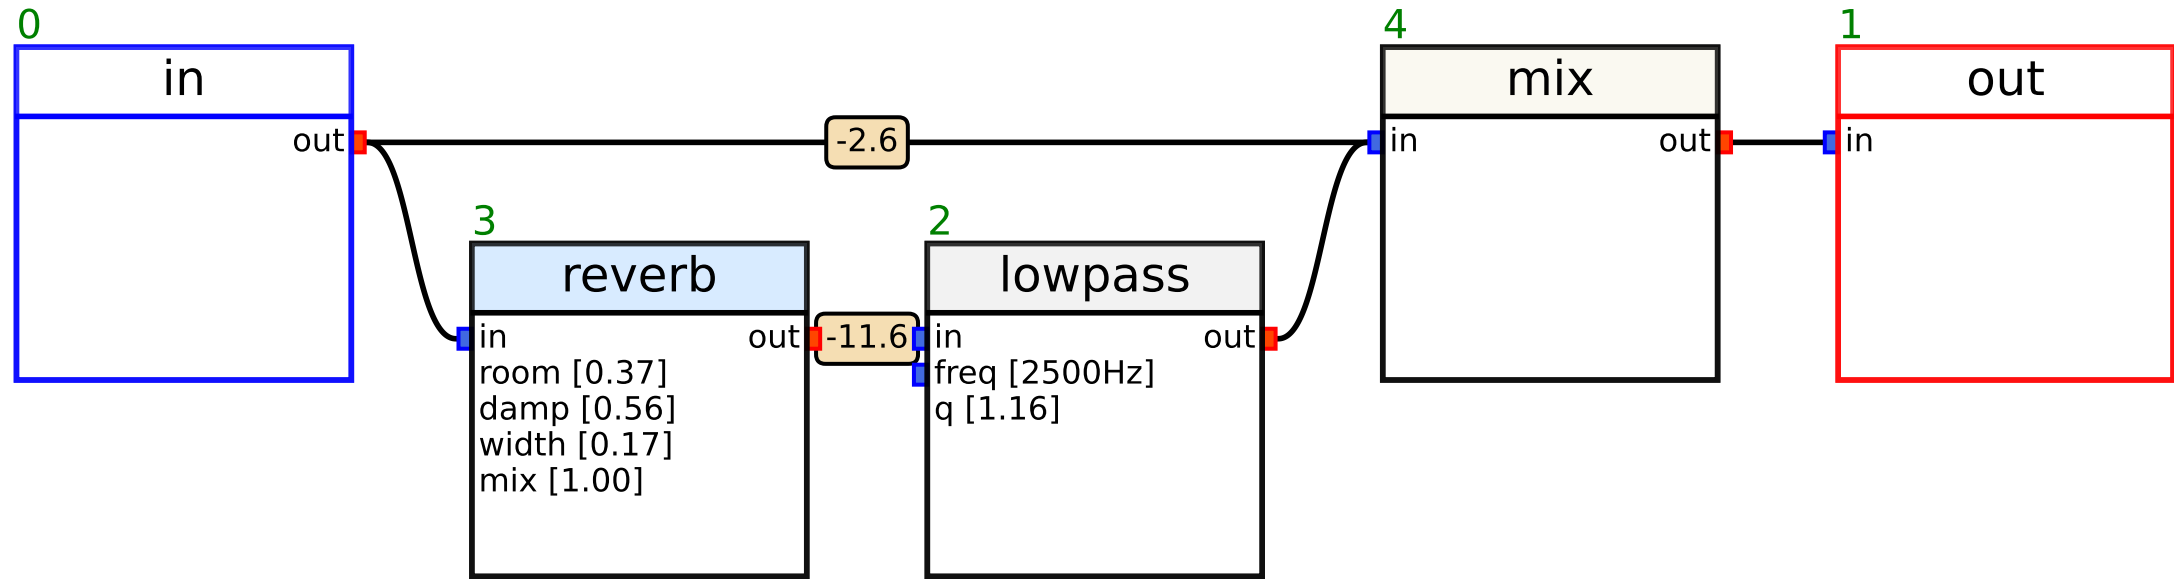 0
in
out
-2.6
4
mix
in
out
1
out
in
3
reverb
in
out
room [0.37]
damp [0.56]
width [0.17]
mix [1.00]
-11.6
2
lowpass
in
out
freq [2500Hz]
q [1.16]